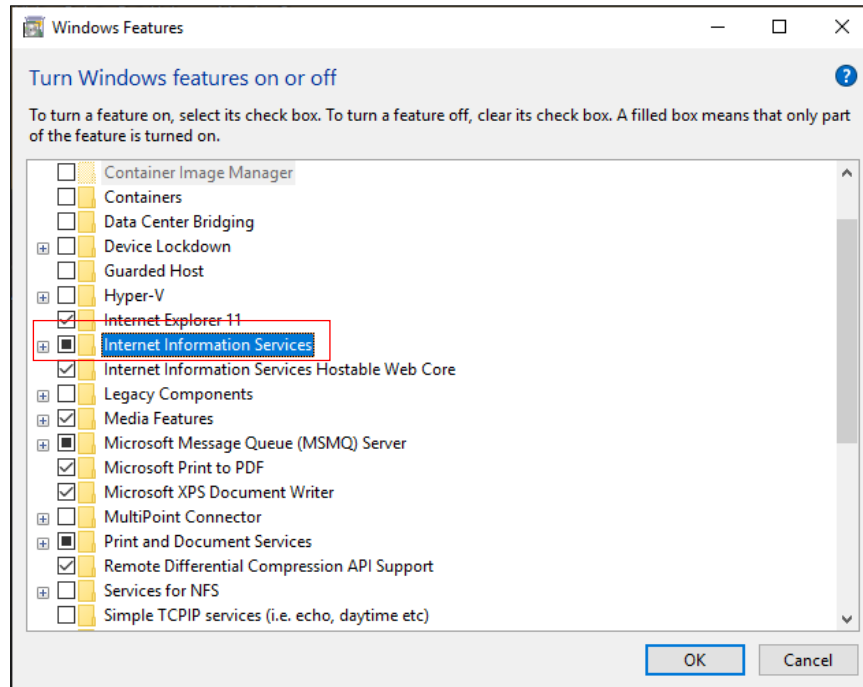 Windows Features
Turn Windows features on or off
To turn a feature on, select its check box. To turn a feature off, clear its check box. A filled box means that only part
of the feature is turned on.
Container Image Manager
Containers
Data Center Bridging
Device Lockdown
Guarded Host
Hyper-V
Internet Explorer 11
Internet Information Services
Internet Information Services Hostable Web Core
Legacy Components
Media Features
Microsoft Message Queue (MSMQ) Server
Microsoft Print to PDF
Microsoft XPS Document Writer
MultiPoint Connector
Print and Document Services
Remote Differential Compression API Support
Services for NFS
Simple TCPIP services (i.e. echo, daytime etc)
OK Cancel